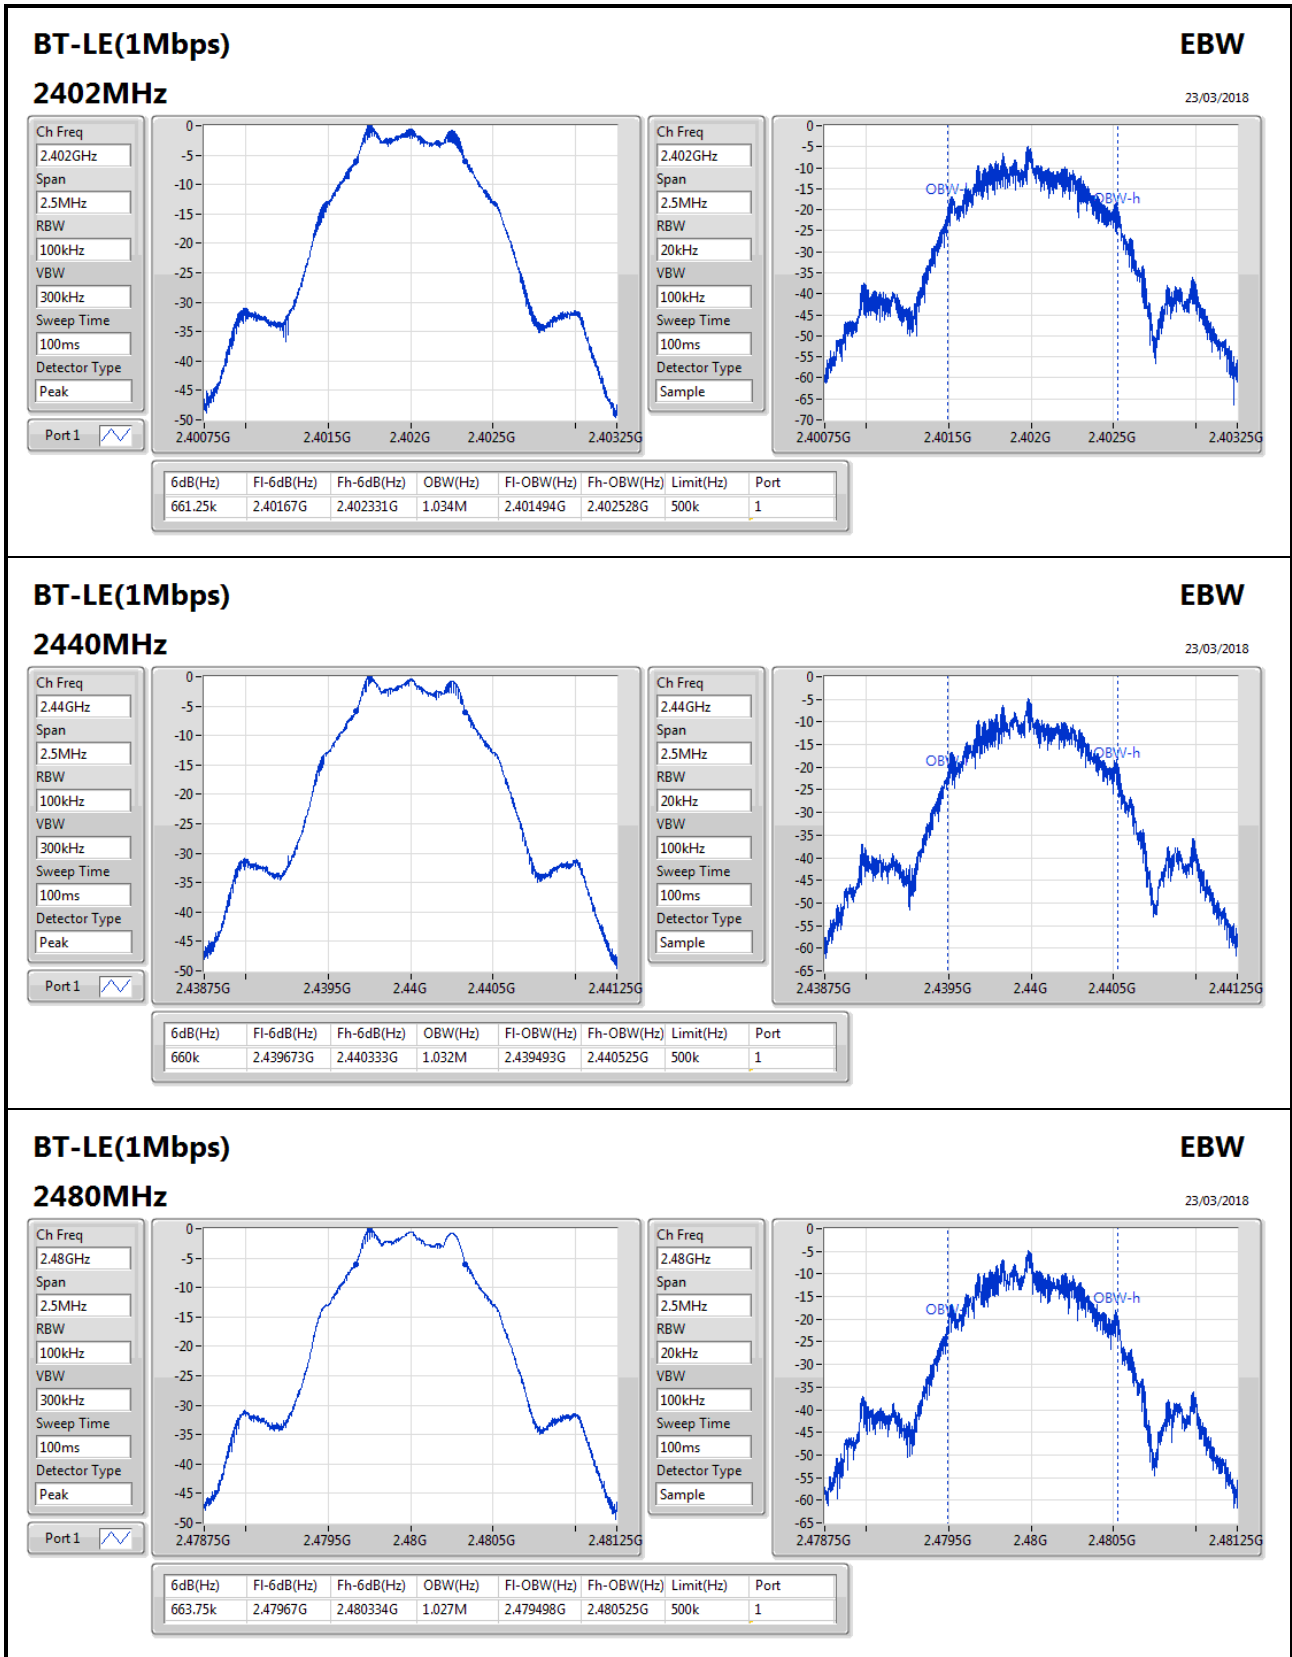 BT-LE(1Mbps) EBW
2402MHz 23/03/2018
Ch Freq
2.402GHz
Span
2.5MHz
RBW
100kHz
VBW
300kHz
Sweep Time
100ms
Detector Type
Peak
Port 1
0
-5
-10
-15
-20
-25
-30
-35
-40
-45
-50
2.40075G 2.4015G 2.402G 2.4025G 2.40325G
Ch Freq
2.402GHz
Span
2.5MHz
RBW
20kHz
VBW
100kHz
Sweep Time
100ms
Detector Type
Sample
0
-5
-10
-15
-20
-25
-30
-35
-40
-45
-50
-55
-60
-65
-70
OBW-h
2.40075G 2.4015G 2.402G 2.4025G 2.40325G
6dB(Hz) Fl-6dB(Hz) Fh-6dB(Hz) OBW(Hz) Fl-OBW(Hz) Fh-OBW(Hz) Limit(Hz) Port
661.25k 2.40167G 2.402331G 1.034M 2.401494G 2.402528G 500k 1
BT-LE(1Mbps) EBW
2440MHz 23/03/2018
Ch Freq
2.44GHz
Span
2.5MHz
RBW
100kHz
VBW
300kHz
Sweep Time
100ms
Detector Type
Peak
Port 1
0
-5
-10
-15
-20
-25
-30
-35
-40
-45
-50
2.43875G 2.4395G 2.44G 2.4405G 2.44125G
Ch Freq
2.44GHz
Span
2.5MHz
RBW
20kHz
VBW
100kHz
Sweep Time
100ms
Detector Type
Sample
0
-5
-10
-15
-20
-25
-30
-35
-40
-45
-50
-55
-60
-65
OBW-h
2.43875G 2.4395G 2.44G 2.4405G 2.44125G
6dB(Hz) Fl-6dB(Hz) Fh-6dB(Hz) OBW(Hz) Fl-OBW(Hz) Fh-OBW(Hz) Limit(Hz) Port
660k 2.439673G 2.440333G 1.032M 2.439493G 2.440525G 500k 1
BT-LE(1Mbps) EBW
2480MHz 23/03/2018
Ch Freq
2.48GHz
Span
2.5MHz
RBW
100kHz
VBW
300kHz
Sweep Time
100ms
Detector Type
Peak
Port 1
0
-5
-10
-15
-20
-25
-30
-35
-40
-45
-50
2.47875G 2.4795G 2.48G 2.4805G 2.48125G
Ch Freq
2.48GHz
Span
2.5MHz
RBW
20kHz
VBW
100kHz
Sweep Time
100ms
Detector Type
Sample
0
-5
-10
-15
-20
-25
-30
-35
-40
-45
-50
-55
-60
-65
OBW-h
2.47875G 2.4795G 2.48G 2.4805G 2.48125G
6dB(Hz) Fl-6dB(Hz) Fh-6dB(Hz) OBW(Hz) Fl-OBW(Hz) Fh-OBW(Hz) Limit(Hz) Port
663.75k 2.47967G 2.480334G 1.027M 2.479498G 2.480525G 500k 1